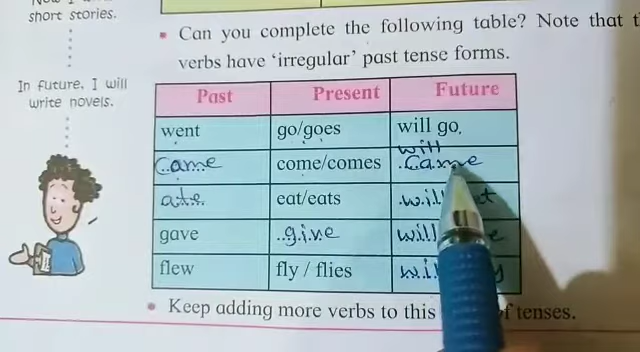 short stories.
In future, I will
write novels.
▪ Can you complete the following table? Note that
verbs have ‘irregular’ past tense forms.
Past Present Future
went go/goes will go,
Came come/comes will Came
ate eat/eats
gave give will
flew fly / flies
• Keep adding more verbs to this of tenses.